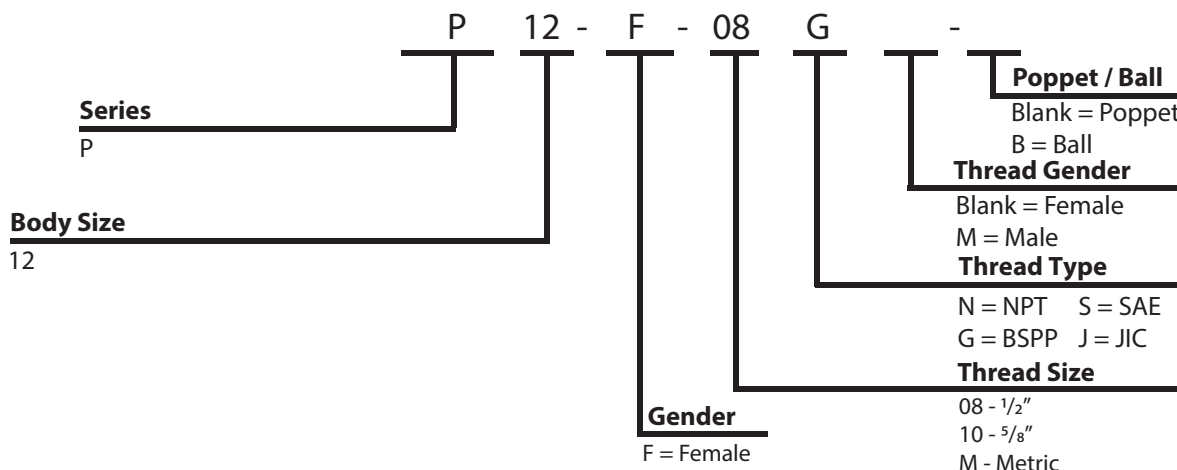 P 12 - F - 08 G -
Poppet / Ball
Blank = Poppet
B = Ball
Series
P
Thread Gender
Blank = Female
M = Male
Body Size
12
Thread Type
N = NPT S = SAE
G = BSPP J = JIC
Thread Size
08 - 1/2”
10 - 5/8”
M - Metric
Gender
F = Female